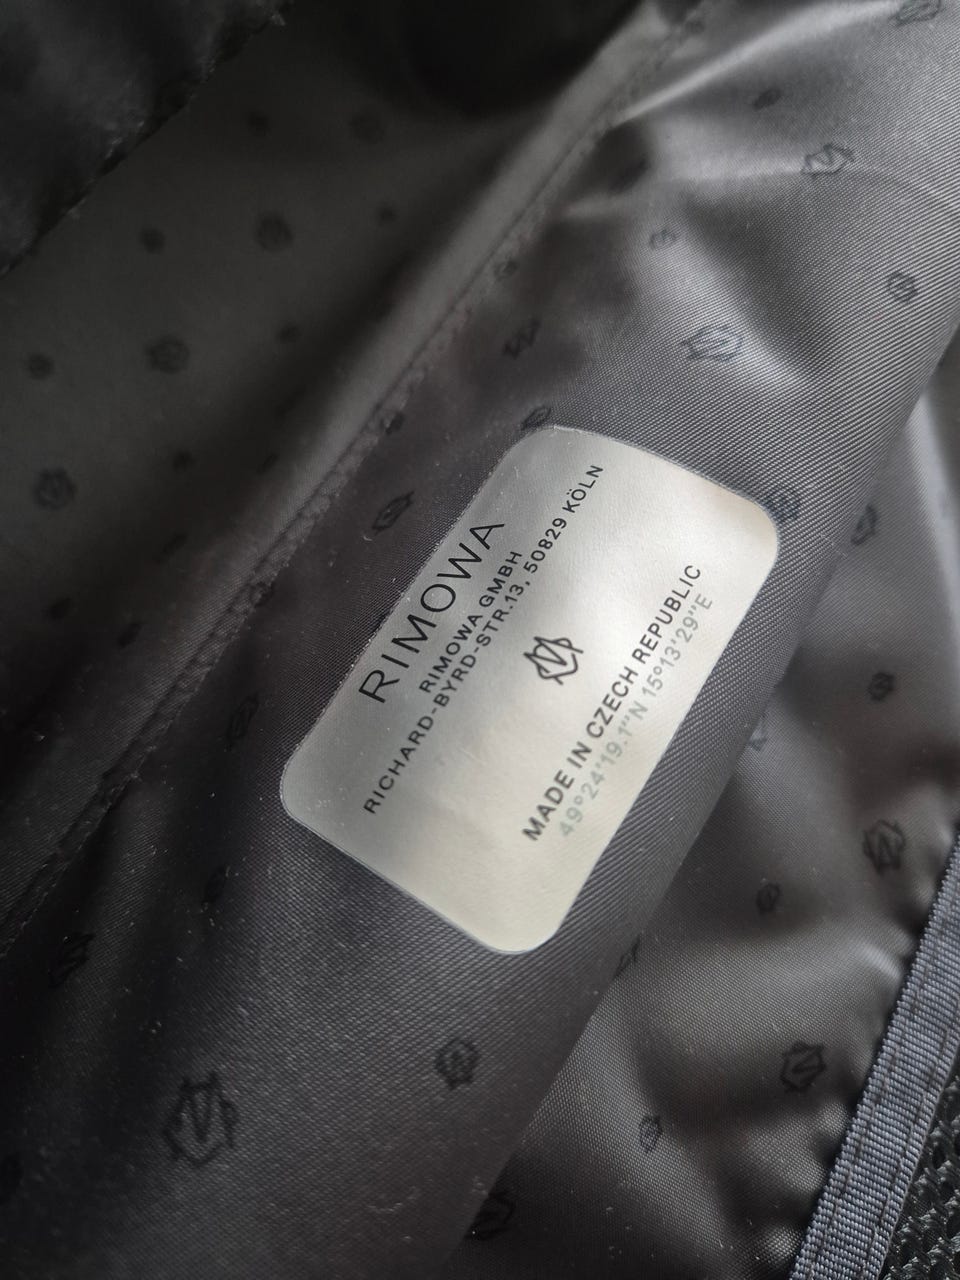 RIMOWA
RIMOWA GMBH
RICHARD-BYRD-STR.13, 50829 KÖLN
MADE IN CZECH REPUBLIC
49°24'19.1"N 15°13'29"E